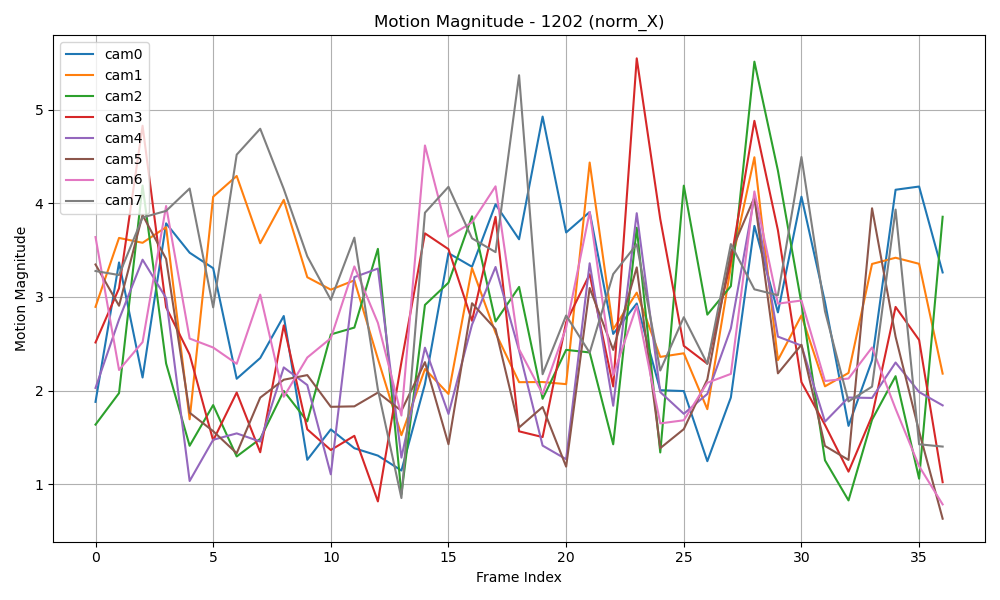 Motion Magnitude - 1202 (norm_X)
cam0
cam1
cam2
cam3
cam4
cam5
cam6
cam7
Motion Magnitude
5
4
3
2
1
0 5 10 15 20 25 30 35
Frame Index